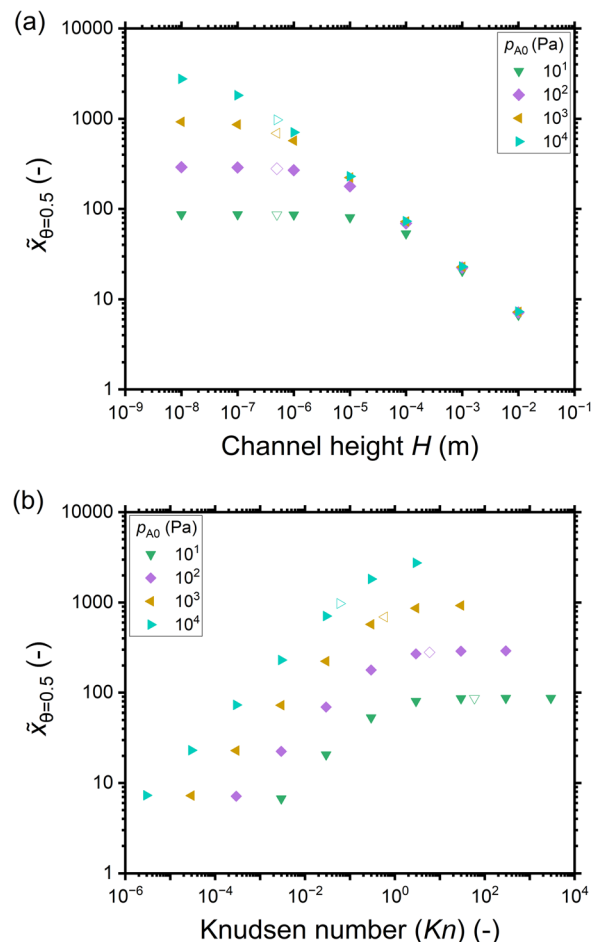 (a)
10000
1000
100
10
1
x̃θ=0.5 (-)
pA0 (Pa)
10¹
10²
10³
10⁴
10⁻⁹ 10⁻⁸ 10⁻⁷ 10⁻⁶ 10⁻⁵ 10⁻⁴ 10⁻³ 10⁻² 10⁻¹
Channel height H (m)
(b)
10000
1000
100
10
1
x̃θ=0.5 (-)
pA0 (Pa)
10¹
10²
10³
10⁴
10⁻⁶ 10⁻⁴ 10⁻² 10⁰ 10² 10⁴
Knudsen number (Kn) (-)